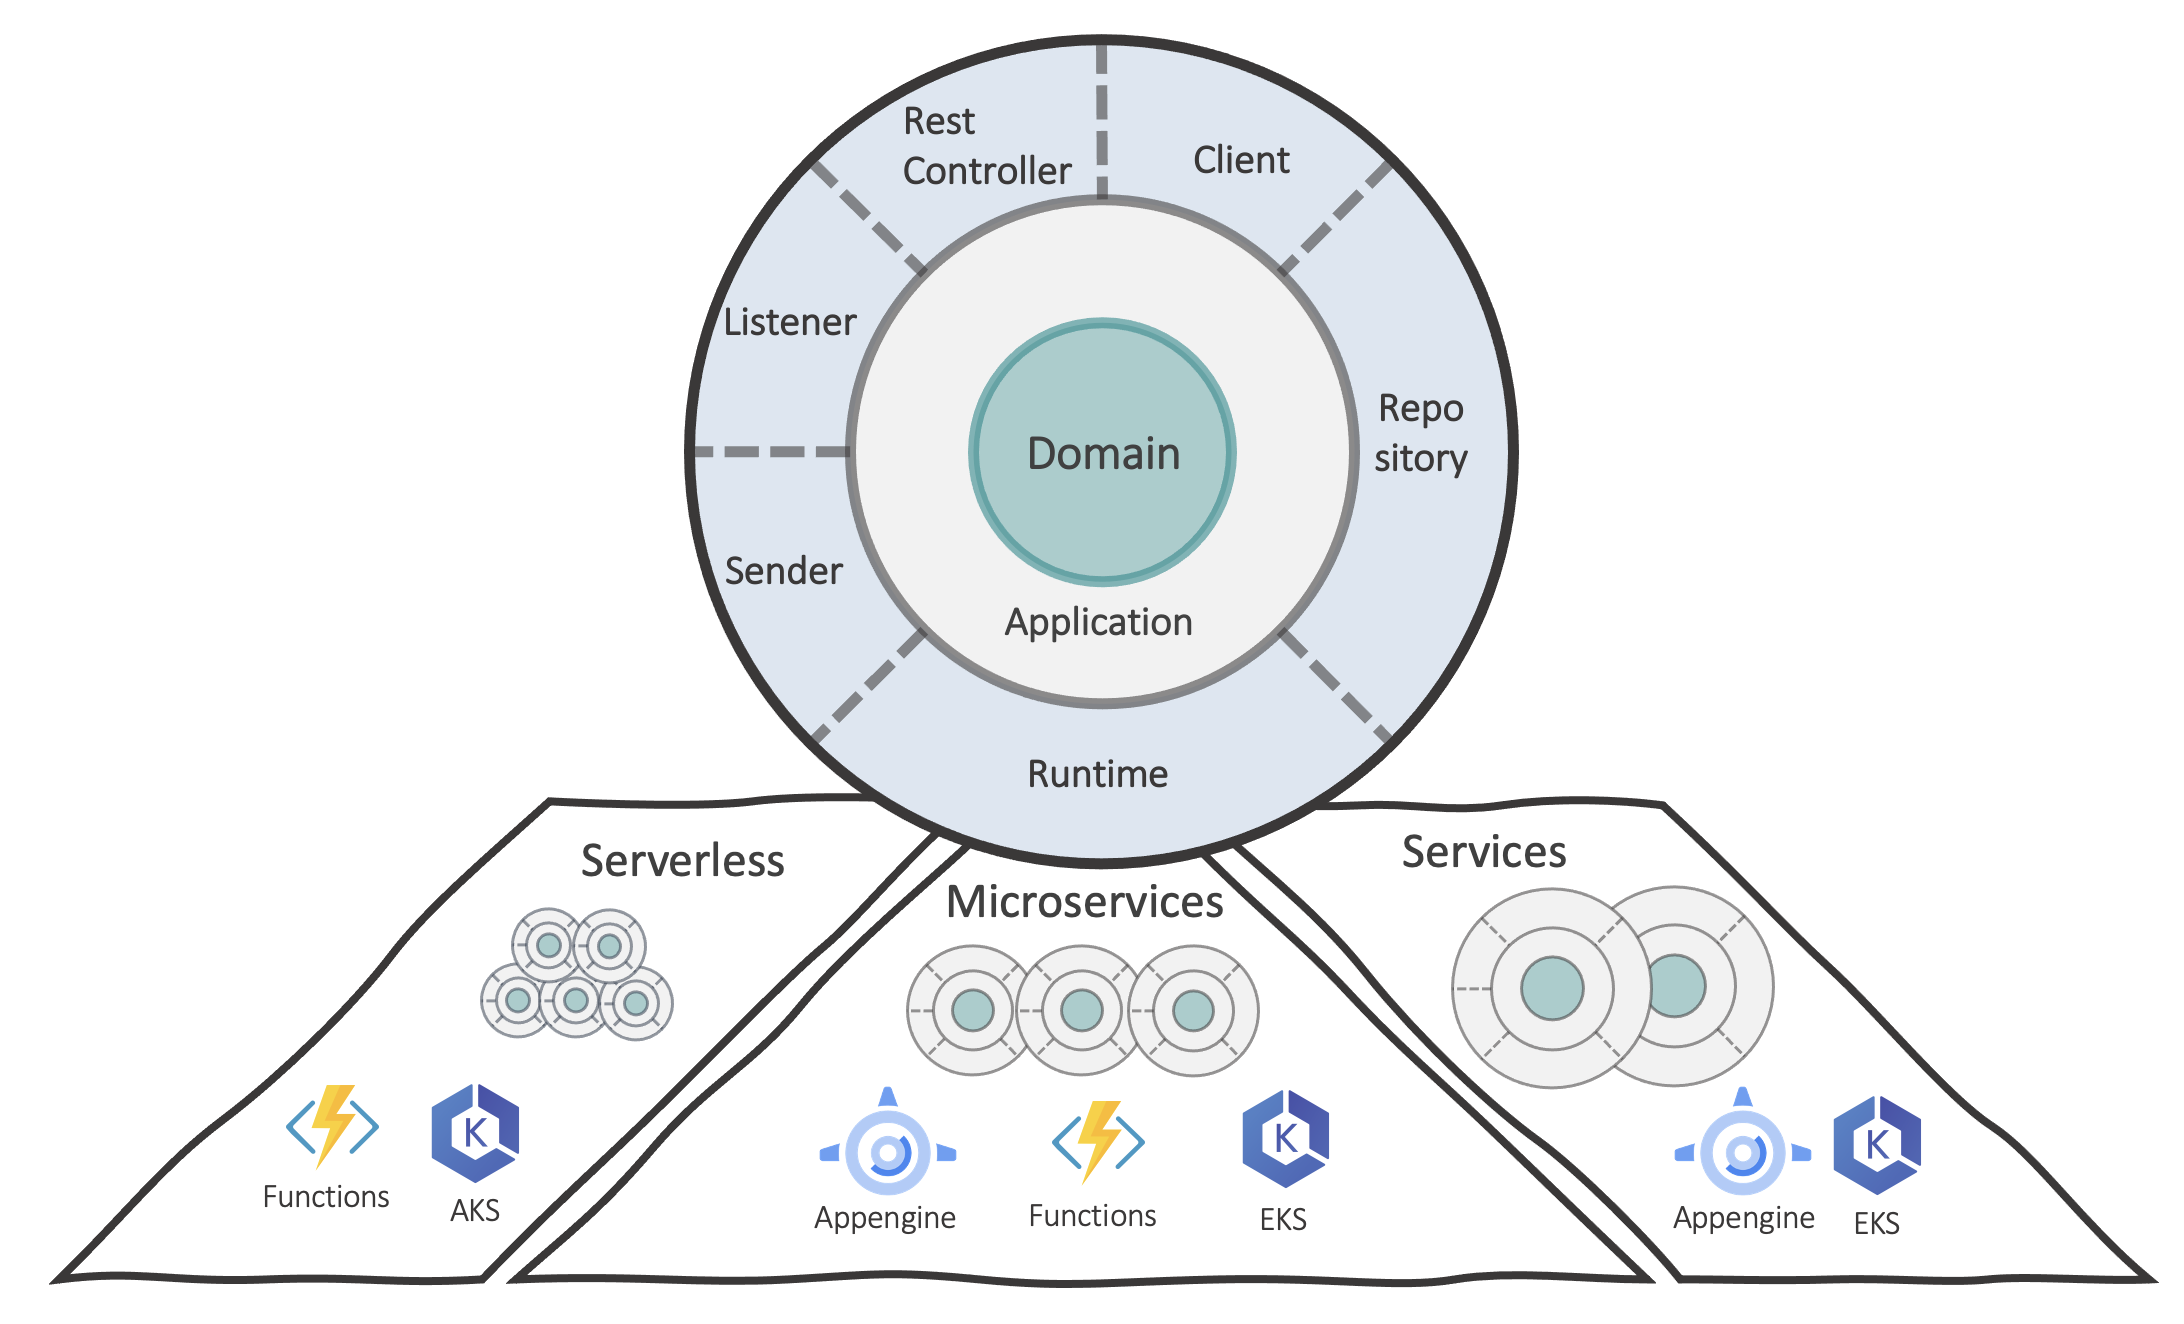 Rest
Controller
Client
Listener
Repo
sitory
Domain
Sender
Application
Runtime
Serverless
Microservices
Services
K
Functions
AKS
K
Appengine
Functions
EKS
K
Appengine
EKS